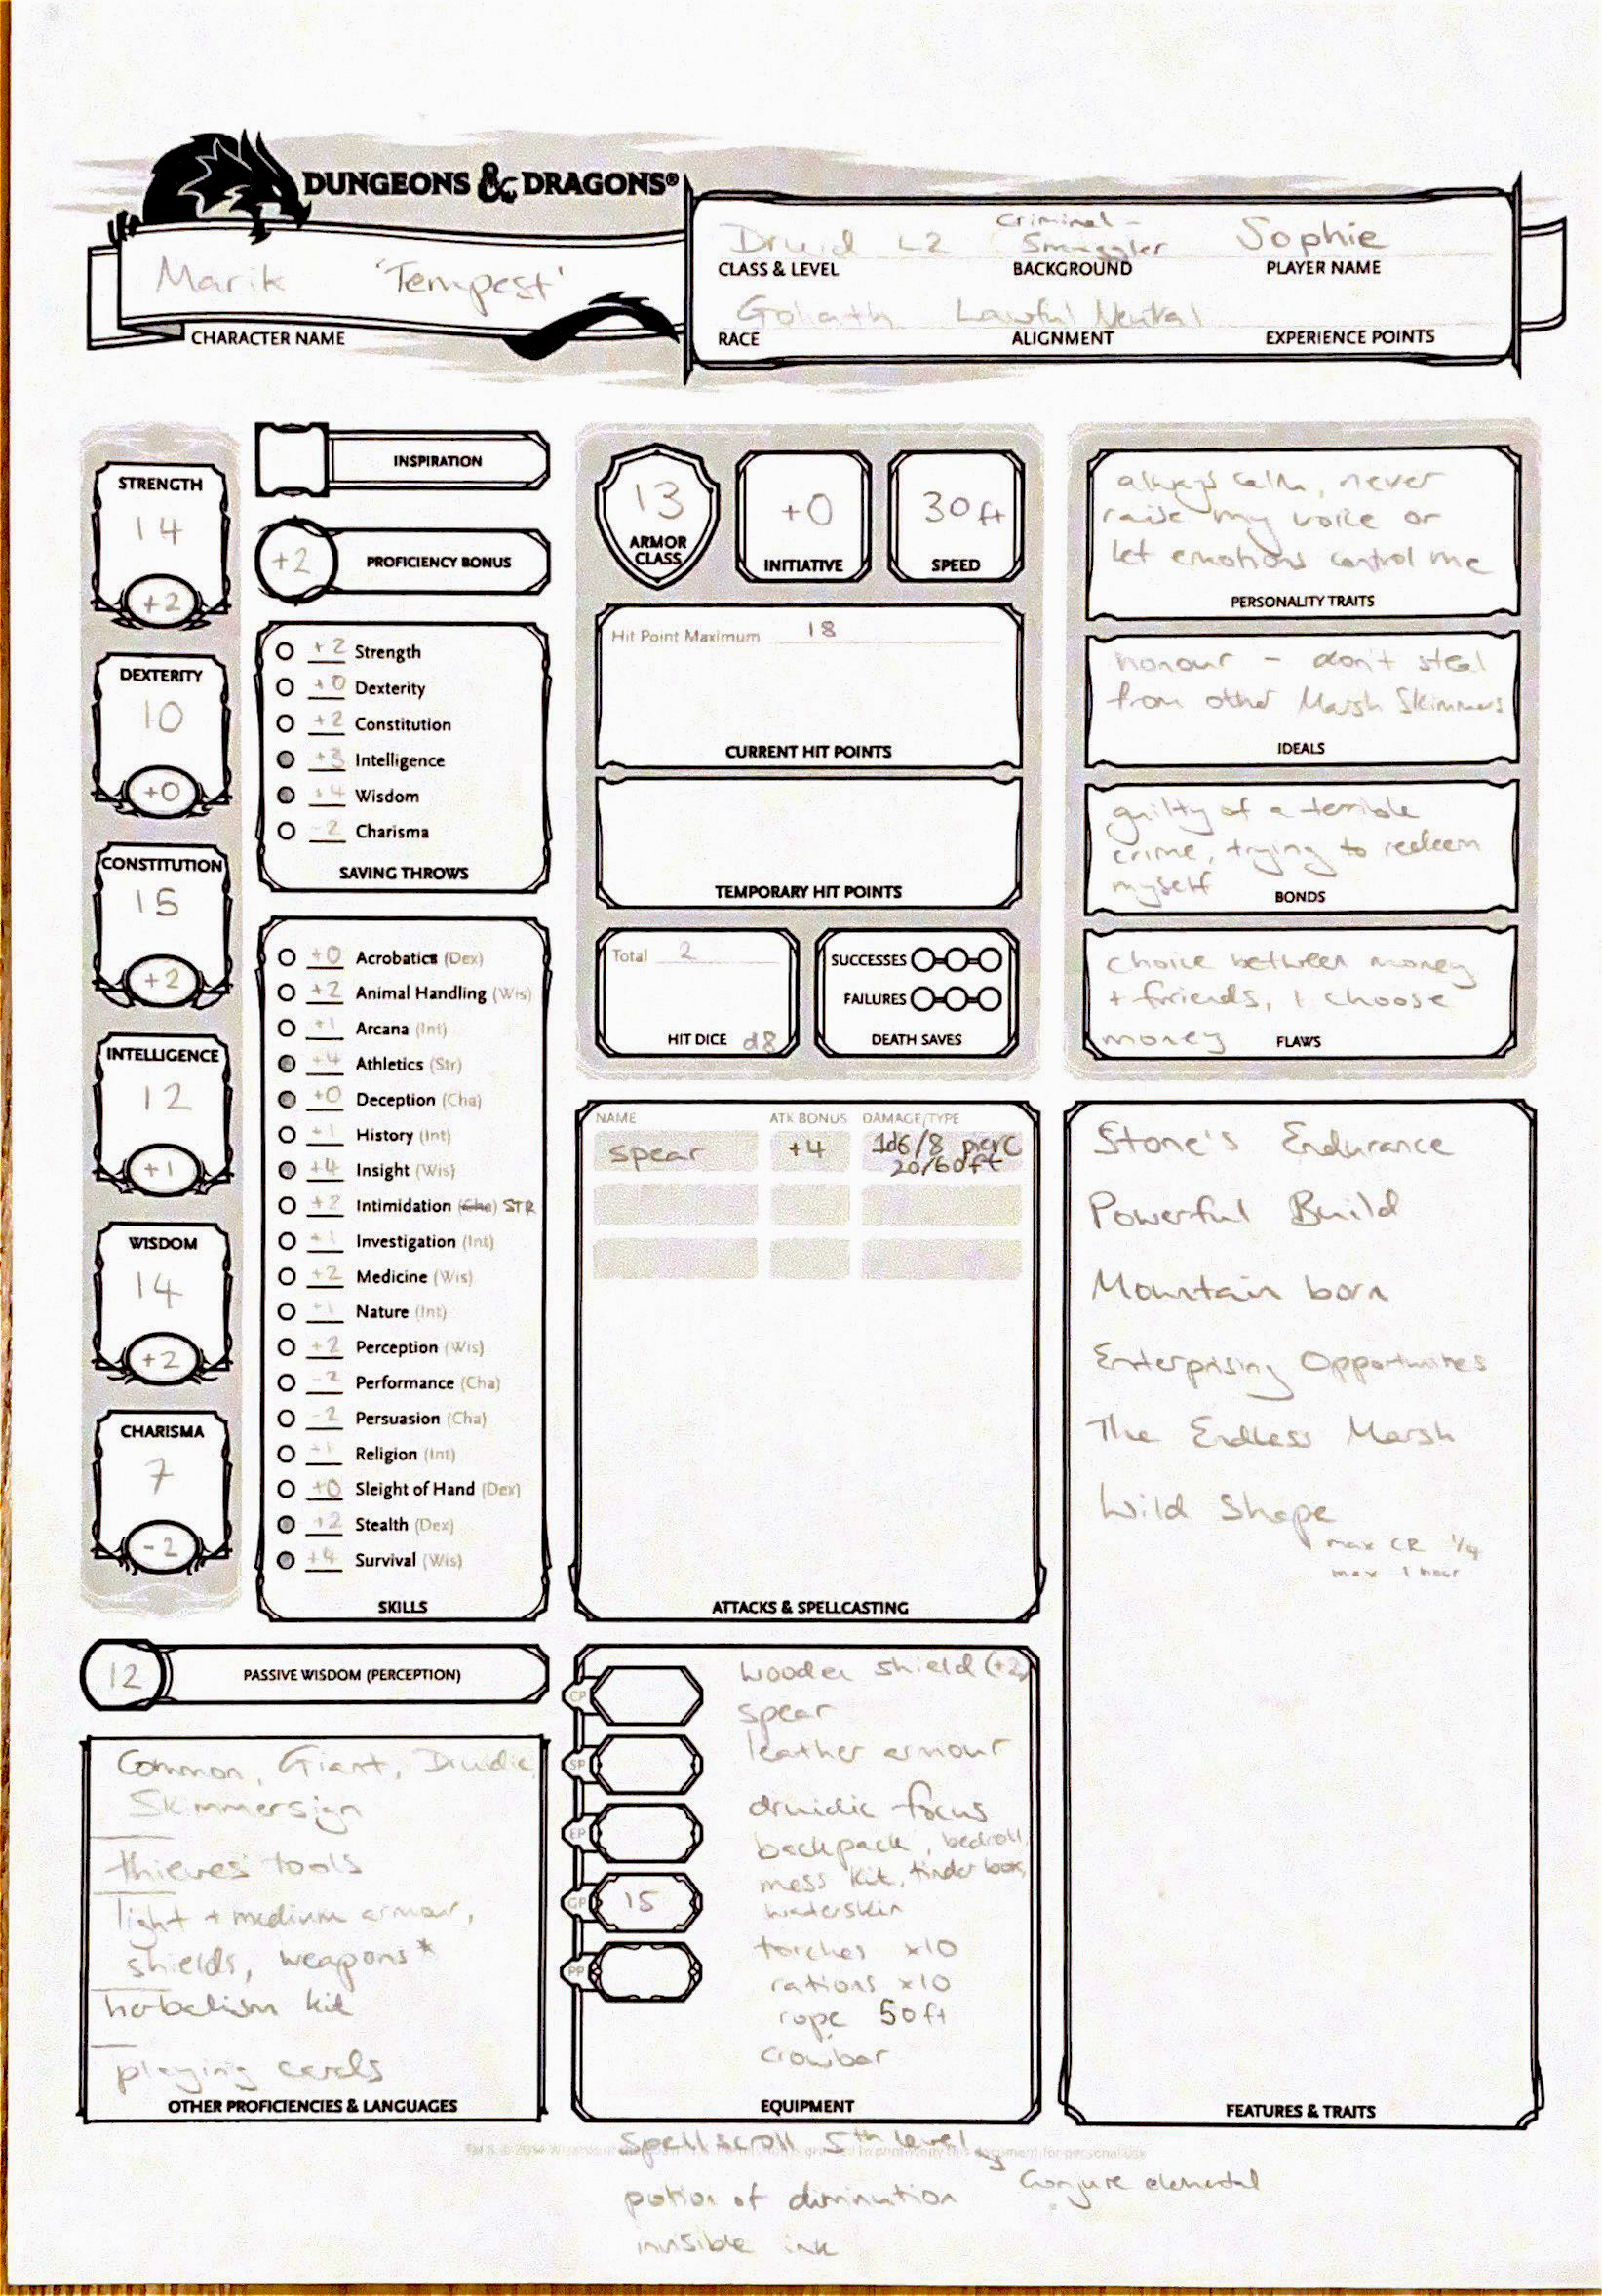 DUNGEONS & DRAGONS®
Marik 'Tempest'
CHARACTER NAME
Druid L2
Criminal -
Smuggler
Sophie
CLASS & LEVEL
BACKGROUND
PLAYER NAME
Goliath
Lawful Neutral
RACE
ALIGNMENT
EXPERIENCE POINTS
STRENGTH
14
+2
DEXTERITY
10
+0
CONSTITUTION
15
+2
INTELLIGENCE
12
+1
WISDOM
14
+2
CHARISMA
7
-2
INSPIRATION
+2 PROFICIENCY BONUS
+2 Strength
+0 Dexterity
+2 Constitution
+3 Intelligence
+4 Wisdom
-2 Charisma
SAVING THROWS
+0 Acrobatics (Dex)
+2 Animal Handling (Wis)
+1 Arcana (Int)
+4 Athletics (Str)
+0 Deception (Cha)
+1 History (Int)
+4 Insight (Wis)
+2 Intimidation (Cha) STR
+1 Investigation (Int)
+2 Medicine (Wis)
+1 Nature (Int)
+2 Perception (Wis)
-2 Performance (Cha)
-2 Persuasion (Cha)
+1 Religion (Int)
+0 Sleight of Hand (Dex)
+2 Stealth (Dex)
+4 Survival (Wis)
SKILLS
12 PASSIVE WISDOM (PERCEPTION)
Common, Giant, Druidic,
Skimmersign
thieves' tools
light + medium armour,
shields, weapons*
herbalism kit
playing cards
OTHER PROFICIENCIES & LANGUAGES
13
ARMOR
CLASS
+0
INITIATIVE
30ft
SPEED
Hit Point Maximum 18
CURRENT HIT POINTS
TEMPORARY HIT POINTS
Total 2
HIT DICE d8
SUCCESSES
FAILURES
DEATH SAVES
NAME ATK BONUS DAMAGE/TYPE
spear +4 1d6/8 pierc
20/60ft
ATTACKS & SPELLCASTING
CP
SP
EP
GP 15
PP
wooden shield (+2)
spear
leather armour
druidic focus
backpack, bedroll,
mess kit, tinder box,
waterskin
torches x10
rations x10
rope 50ft
crowbar
EQUIPMENT
spell scroll 5th level
Conjure elemental
potion of diminution
invisible ink
always calm, never
raise my voice or
let emotions control me
PERSONALITY TRAITS
honour - don't steal
from other Marsh Skimmers
IDEALS
guilty of a terrible
crime, trying to redeem
myself
BONDS
choice between money
+ friends, I choose
money
FLAWS
Stone's Endurance
Powerful Build
Mountain born
Enterprising Opportunites
The Endless Marsh
Wild Shape
max CR 1/4
max 1 hour
FEATURES & TRAITS